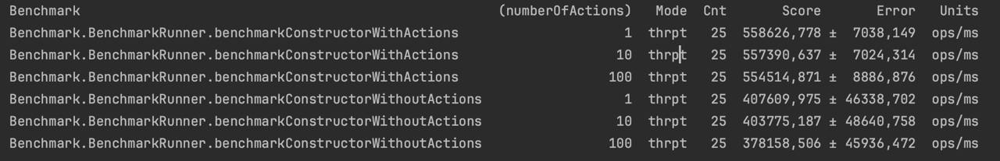 Benchmark (numberOfActions) Mode Cnt Score Error Units
Benchmark.BenchmarkRunner.benchmarkConstructorWithActions 1 thrpt 25 558626,778 ± 7038,149 ops/ms
Benchmark.BenchmarkRunner.benchmarkConstructorWithActions 10 thrpt 25 557390,637 ± 7024,314 ops/ms
Benchmark.BenchmarkRunner.benchmarkConstructorWithActions 100 thrpt 25 554514,871 ± 8886,876 ops/ms
Benchmark.BenchmarkRunner.benchmarkConstructorWithoutActions 1 thrpt 25 407609,975 ± 46338,702 ops/ms
Benchmark.BenchmarkRunner.benchmarkConstructorWithoutActions 10 thrpt 25 403775,187 ± 48640,758 ops/ms
Benchmark.BenchmarkRunner.benchmarkConstructorWithoutActions 100 thrpt 25 378158,506 ± 45936,472 ops/ms